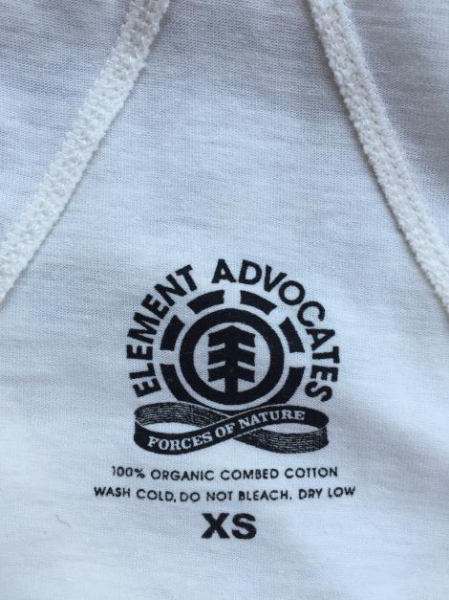 ELEMENT ADVOCATES
FORCES OF NATURE
100% ORGANIC COMBED COTTON
WASH COLD, DO NOT BLEACH. DRY LOW
XS